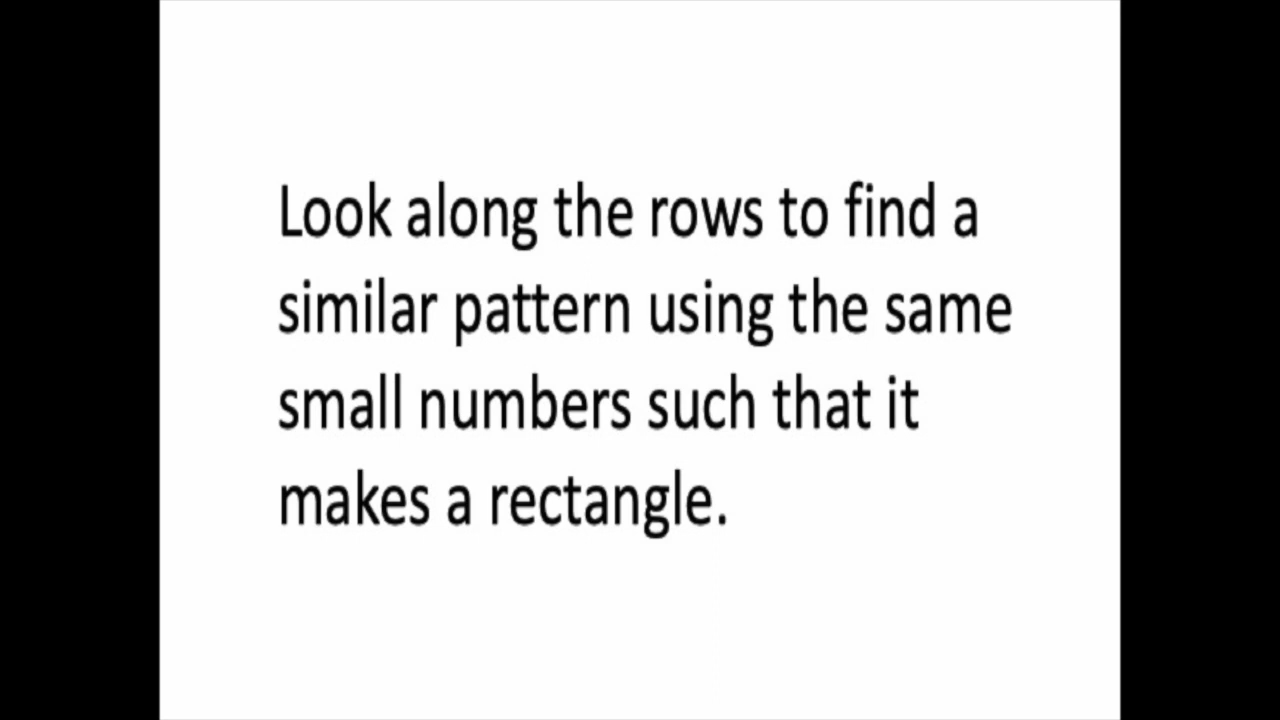 Look along the rows to find a
similar pattern using the same
small numbers such that it
makes a rectangle.